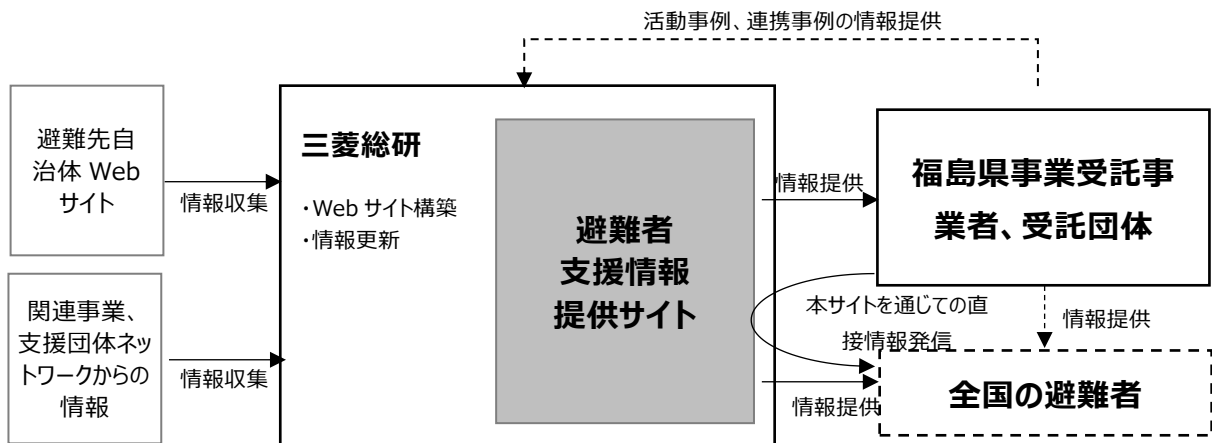 活動事例、連携事例の情報提供
避難先自
治体 Web
サイト
情報収集
関連事業、
支援団体ネッ
トワークからの
情報
情報収集
三菱総研
・Web サイト構築
・情報更新
避難者
支援情報
提供サイト
情報提供
福島県事業受託事
業者、受託団体
本サイトを通じての直
接情報発信
情報提供
情報提供
全国の避難者